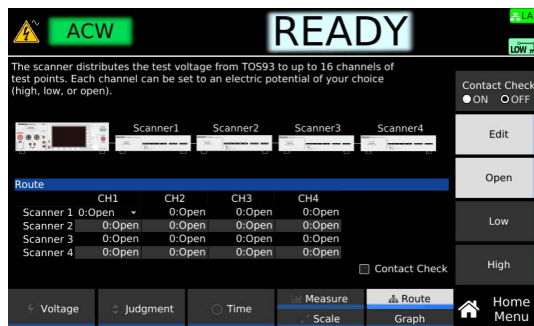 ACW
READY
LOW
The scanner distributes the test voltage from TOS93 to up to 16 channels of
test points. Each channel can be set to an electric potential of your choice
(high, low, or open).
Contact Check
ON OFF
Edit
Scanner1 Scanner2 Scanner3 Scanner4
Open
Route
CH1 CH2 CH3 CH4
Scanner 1 0:Open 0:Open 0:Open 0:Open
Scanner 2 0:Open 0:Open 0:Open 0:Open
Scanner 3 0:Open 0:Open 0:Open 0:Open
Scanner 4 0:Open 0:Open 0:Open 0:Open
Low
High
Contact Check
Voltage Judgment Time Measure Route
Scale Graph
Home
Menu